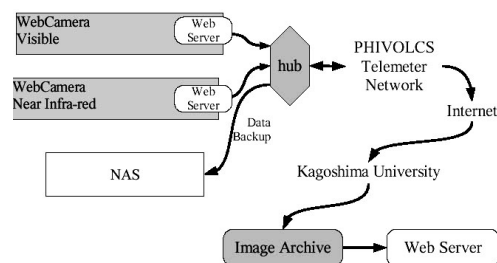 WebCamera
Visible
Web
Server
WebCamera
Near Infra-red
Web
Server
hub
PHIVOLCS
Telemeter
Network
Data
Backup
Internet
NAS
Kagoshima University
Image Archive
Web Server